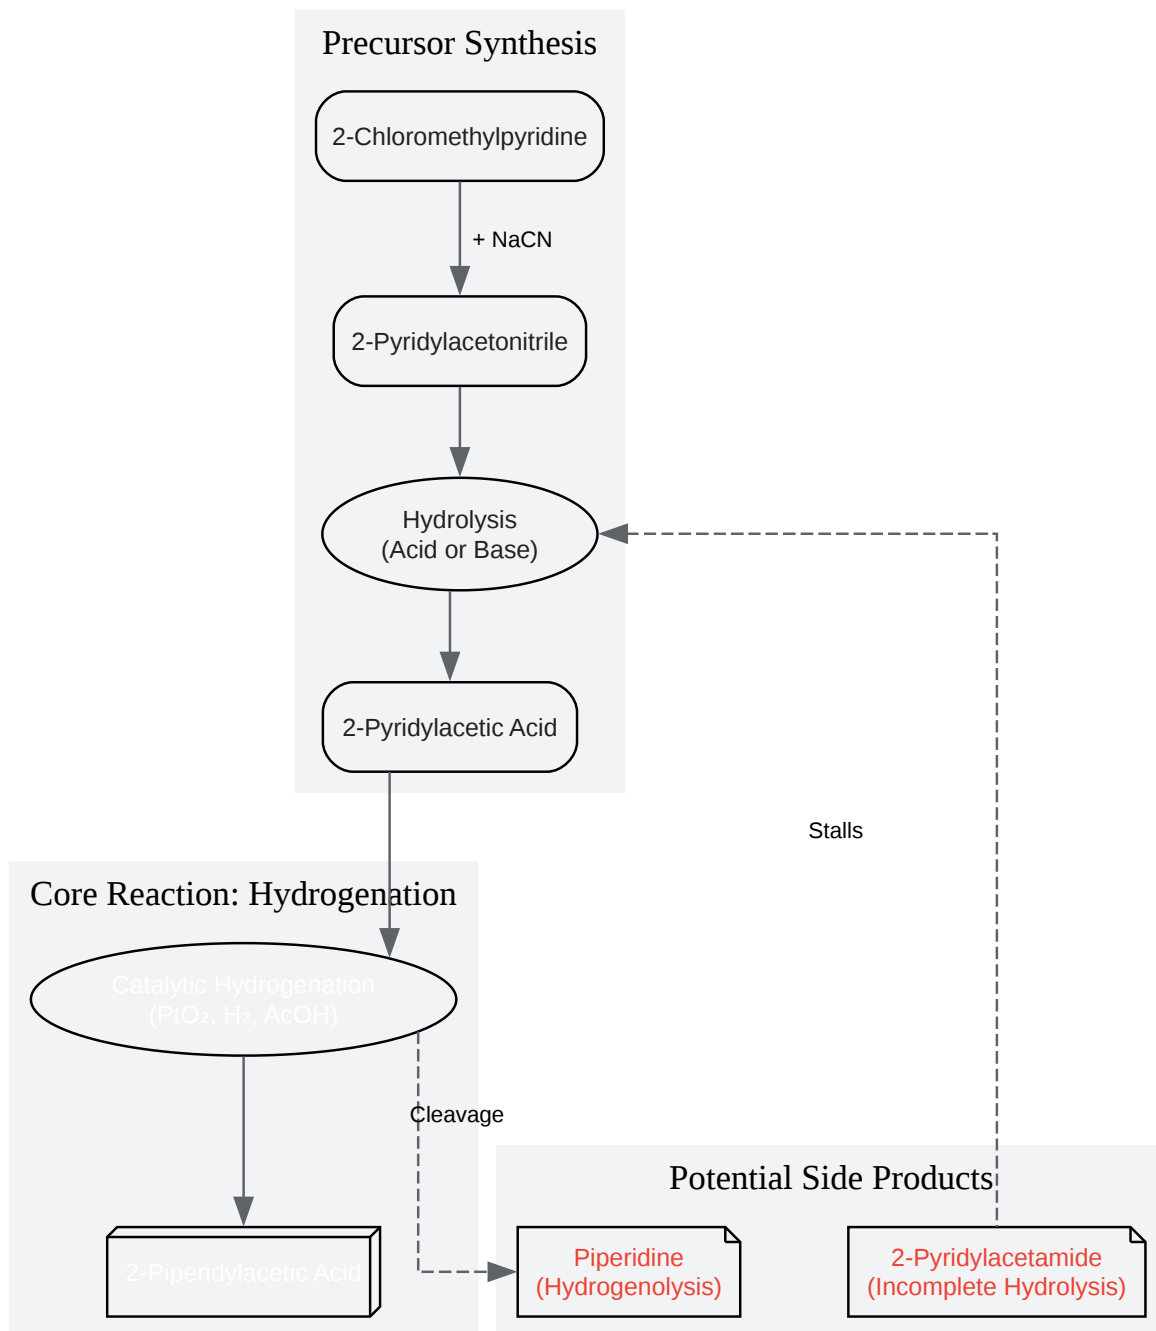 Precursor Synthesis
2-Chloromethylpyridine
+ NaCN
2-Pyridylacetonitrile
Hydrolysis
(Acid or Base)
2-Pyridylacetic Acid
Stalls
Core Reaction: Hydrogenation
Catalytic Hydrogenation
(PtO₂, H₂, AcOH)
Cleavage
2-Piperidylacetic Acid
Potential Side Products
Piperidine
(Hydrogenolysis)
2-Pyridylacetamide
(Incomplete Hydrolysis)